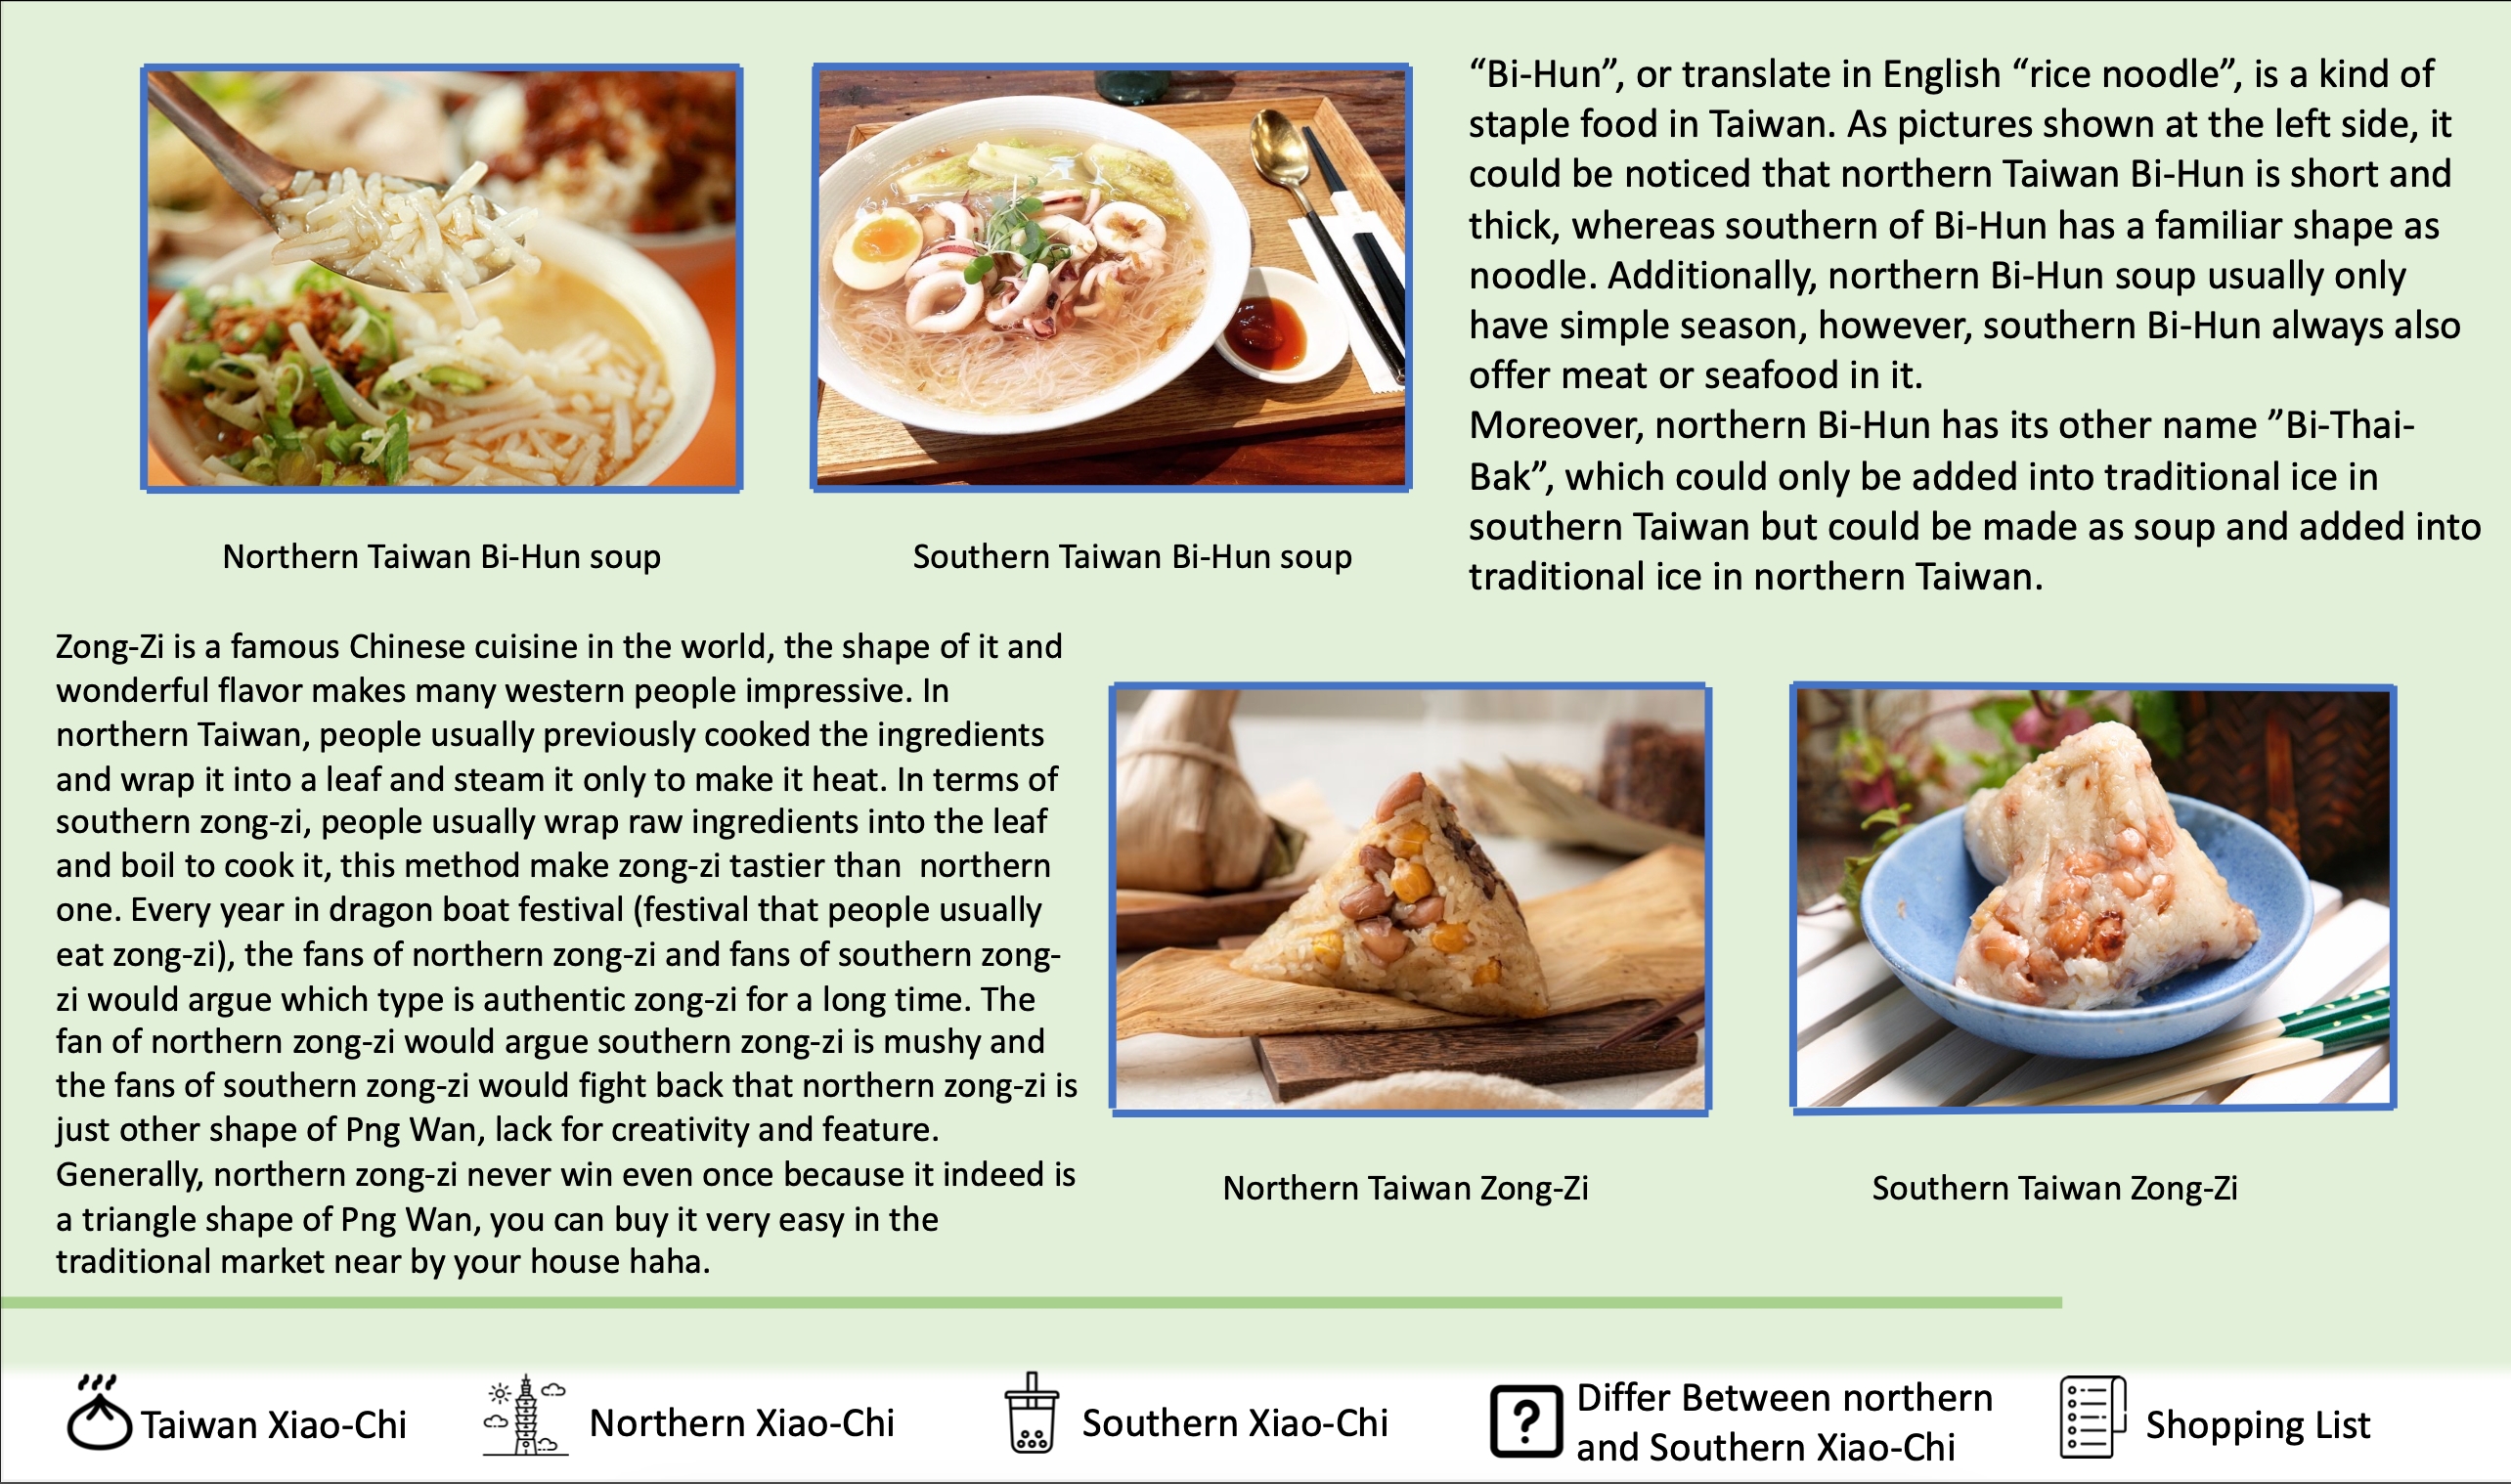 “Bi-Hun”, or translate in English “rice noodle”, is a kind of
staple food in Taiwan. As pictures shown at the left side, it
could be noticed that northern Taiwan Bi-Hun is short and
thick, whereas southern of Bi-Hun has a familiar shape as
noodle. Additionally, northern Bi-Hun soup usually only
have simple season, however, southern Bi-Hun always also
offer meat or seafood in it.
Moreover, northern Bi-Hun has its other name ”Bi-Thai-
Bak”, which could only be added into traditional ice in
southern Taiwan but could be made as soup and added into
traditional ice in northern Taiwan.
Northern Taiwan Bi-Hun soup
Southern Taiwan Bi-Hun soup
Zong-Zi is a famous Chinese cuisine in the world, the shape of it and
wonderful flavor makes many western people impressive. In
northern Taiwan, people usually previously cooked the ingredients
and wrap it into a leaf and steam it only to make it heat. In terms of
southern zong-zi, people usually wrap raw ingredients into the leaf
and boil to cook it, this method make zong-zi tastier than  northern
one. Every year in dragon boat festival (festival that people usually
eat zong-zi), the fans of northern zong-zi and fans of southern zong-
zi would argue which type is authentic zong-zi for a long time. The
fan of northern zong-zi would argue southern zong-zi is mushy and
the fans of southern zong-zi would fight back that northern zong-zi is
just other shape of Png Wan, lack for creativity and feature.
Generally, northern zong-zi never win even once because it indeed is
a triangle shape of Png Wan, you can buy it very easy in the
traditional market near by your house haha.
Northern Taiwan Zong-Zi
Southern Taiwan Zong-Zi
Taiwan Xiao-Chi
Northern Xiao-Chi
Southern Xiao-Chi
?
Differ Between northern
and Southern Xiao-Chi
Shopping List